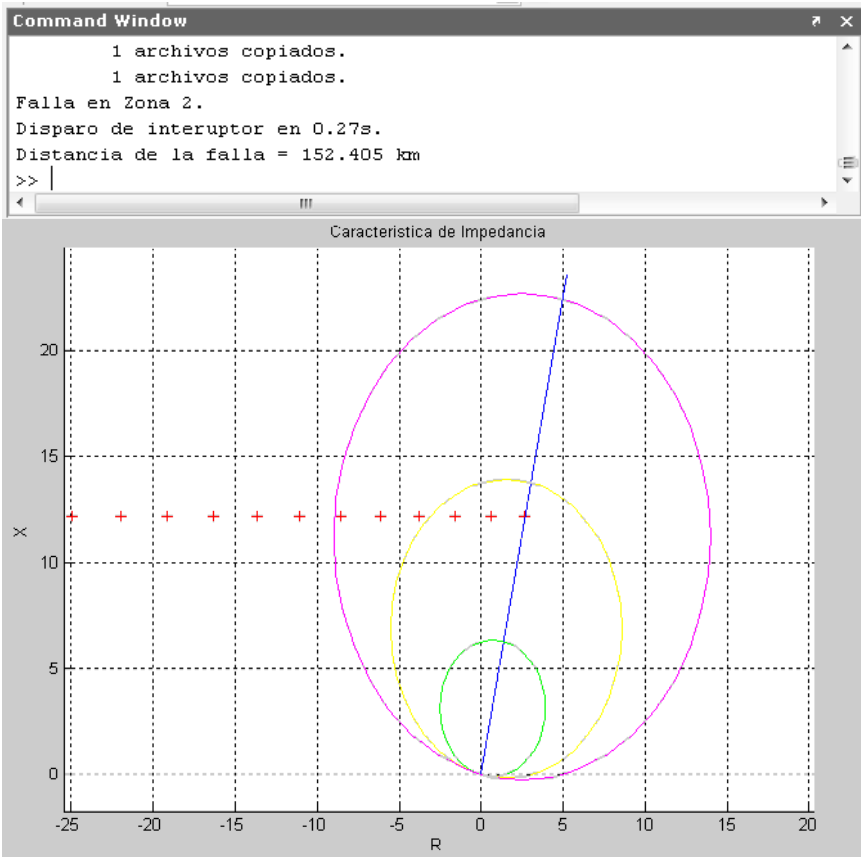 Command Window
1 archivos copiados.
1 archivos copiados.
Falla en Zona 2.
Disparo de interuptor en 0.27s.
Distancia de la falla = 152.405 km
>>
Caracteristica de Impedancia
20
15
10
5
0
X
-25 -20 -15 -10 -5 0 5 10 15 20
R